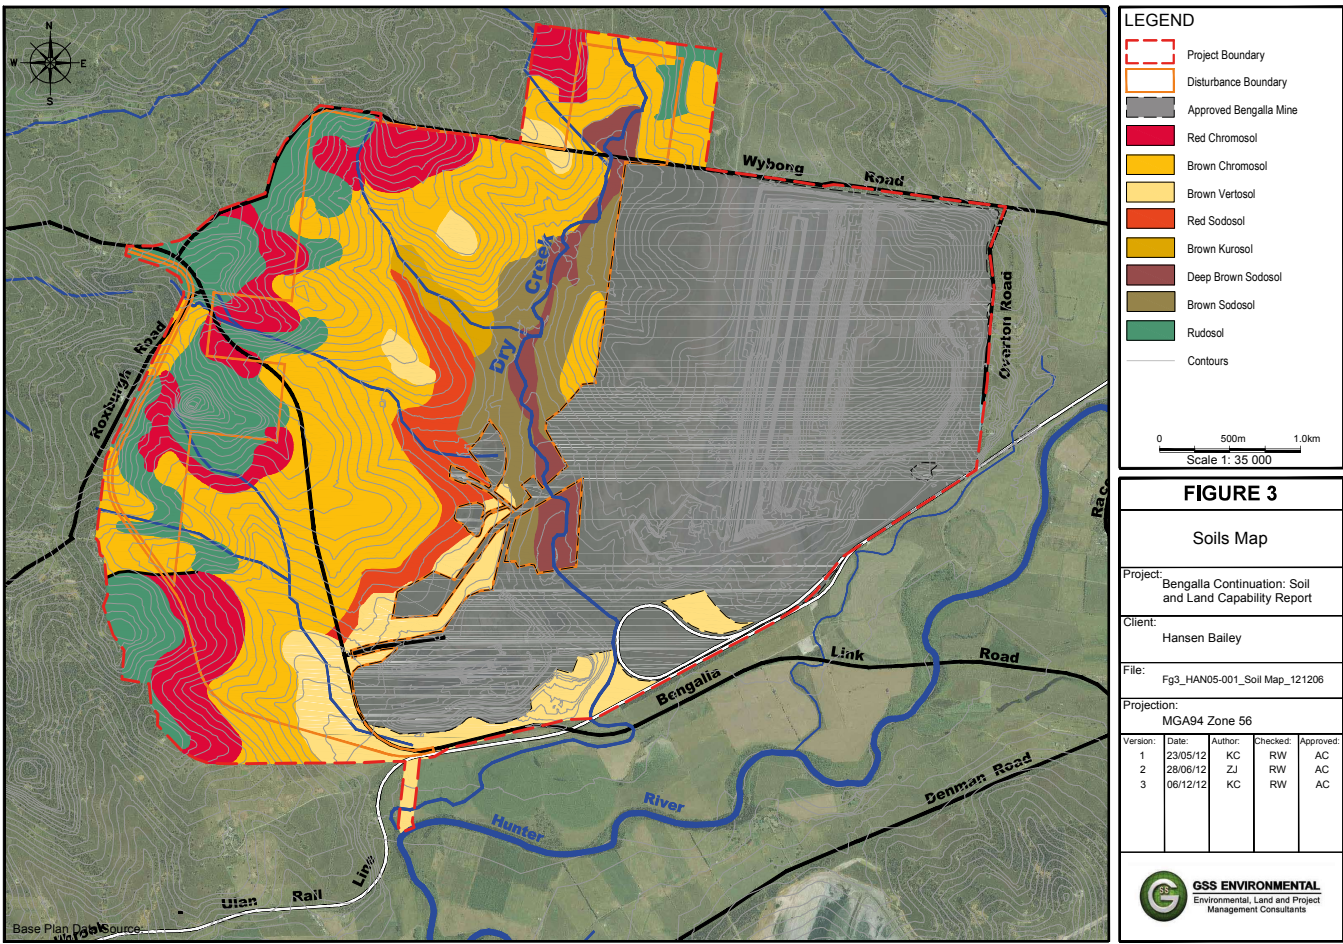 N
W
E
S
Wybong Road
Overton Road
Dry Creek
Roxburgh Road
Bengalla Link Road
Denman Road
Hunter River
Ulan Rail Line
Base Plan Data Source:
LEGEND
Project Boundary
Disturbance Boundary
Approved Bengalla Mine
Red Chromosol
Brown Chromosol
Brown Vertosol
Red Sodosol
Brown Kurosol
Deep Brown Sodosol
Brown Sodosol
Rudosol
Contours
0 500m 1.0km
Scale 1: 35 000
FIGURE 3
Soils Map
Project:
Bengalla Continuation: Soil
and Land Capability Report
Client:
Hansen Bailey
File:
Fg3_HAN05-001_Soil Map_121206
Projection:
MGA94 Zone 56
Version: Date: Author: Checked: Approved:
1 23/05/12 KC RW AC
2 28/06/12 ZJ RW AC
3 06/12/12 KC RW AC
GSS
GSS ENVIRONMENTAL
Environmental, Land and Project
Management Consultants